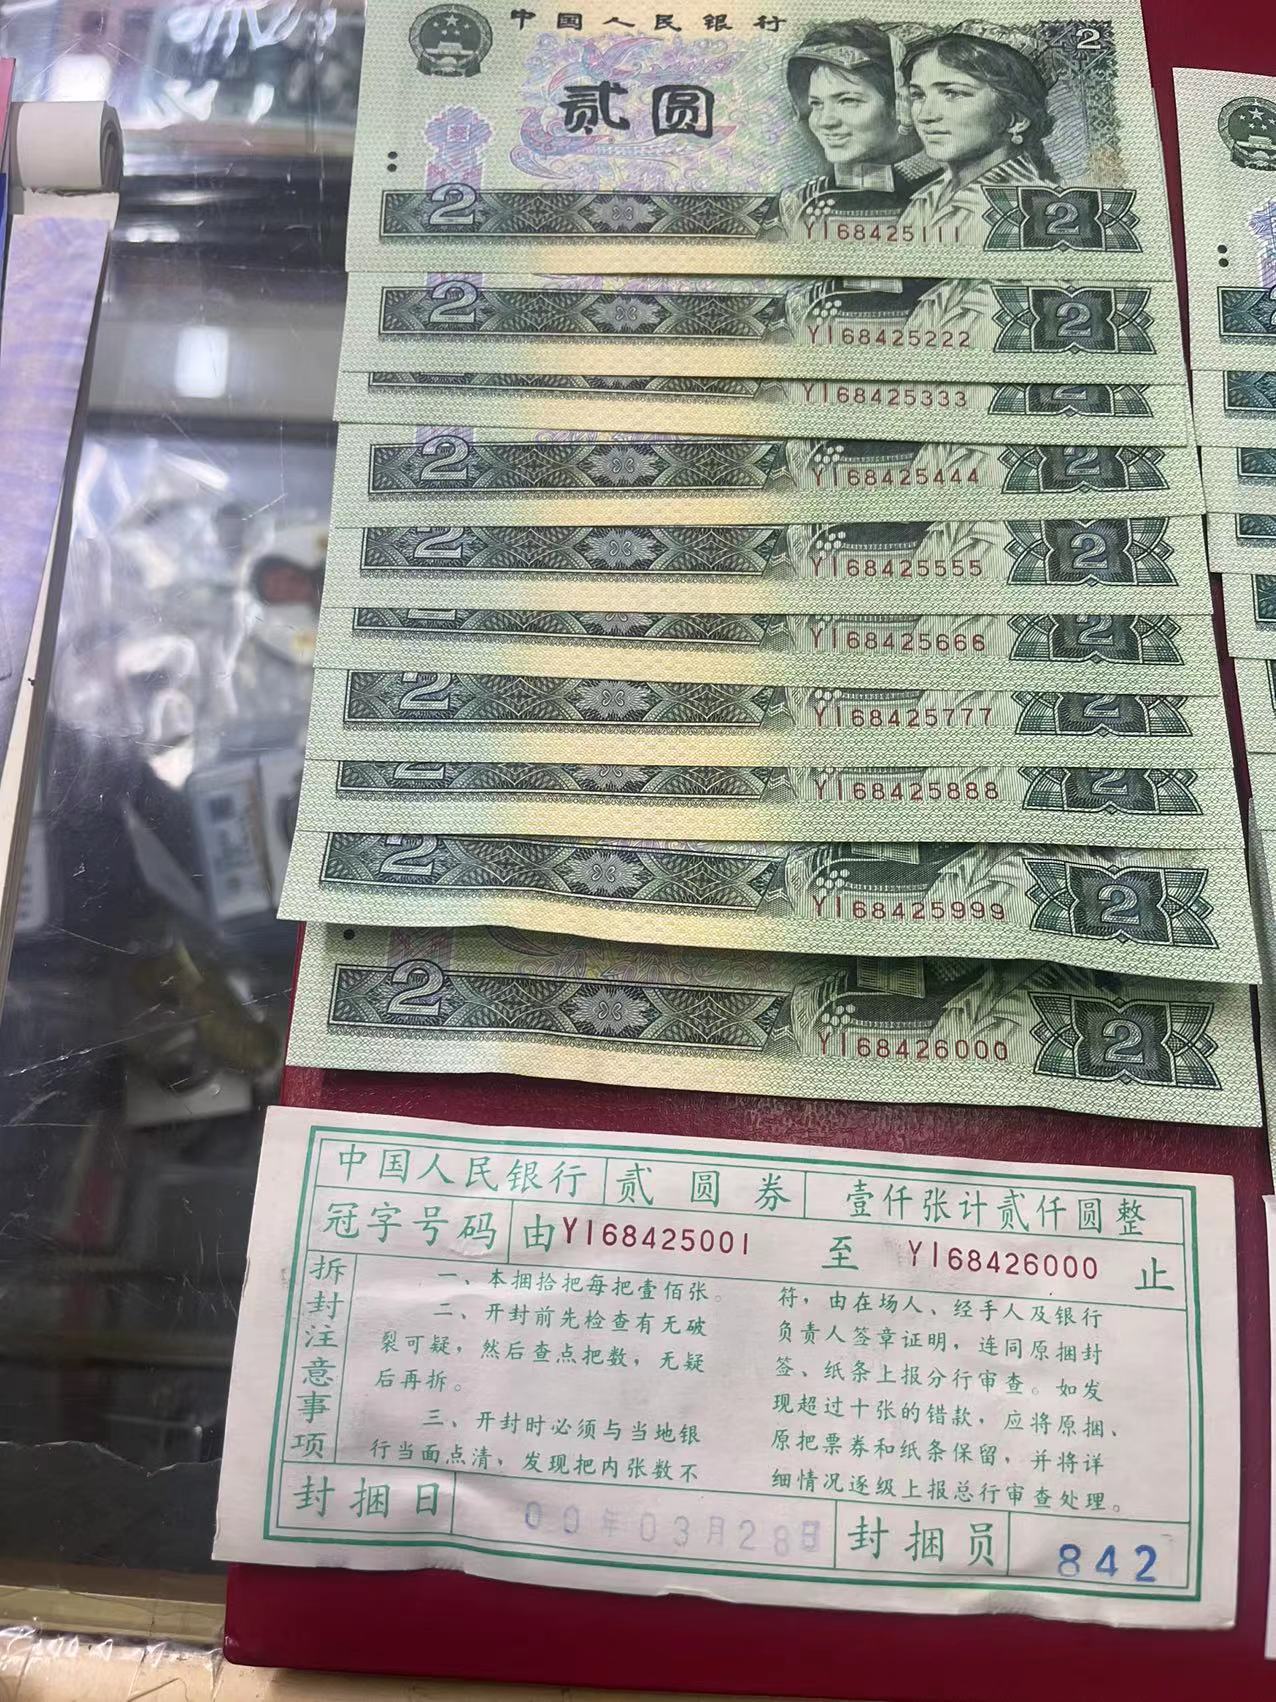 中国人民银行
贰圆
2
2
YI68425111
2
2
YI68425222
2
YI68425333
2
YI68425444
2
2
YI68425555
2
2
YI68425666
2
2
YI68425777
2
2
YI68425888
2
2
YI68425999
2
2
YI68426000
2
中国人民银行 贰圆券 壹仟张计贰仟圆整
冠字号码 由YI68425001 至 YI68426000 止
拆封注意事项
一、本捆拾把每把壹佰张。
二、开封前先检查有无破
裂可疑，然后查点把数，无疑
后再拆。
三、开封时必须与当地银
行当面点清，发现把内张数不
符，由在场人、经手人及银行
负责人签章证明，连同原捆封
签、纸条上报分行审查。如发
现超过十张的错款，应将原捆、
原把票券和纸条保留，并将详
细情况逐级上报总行审查处理。
封捆日 00年03月28日 封捆员 842